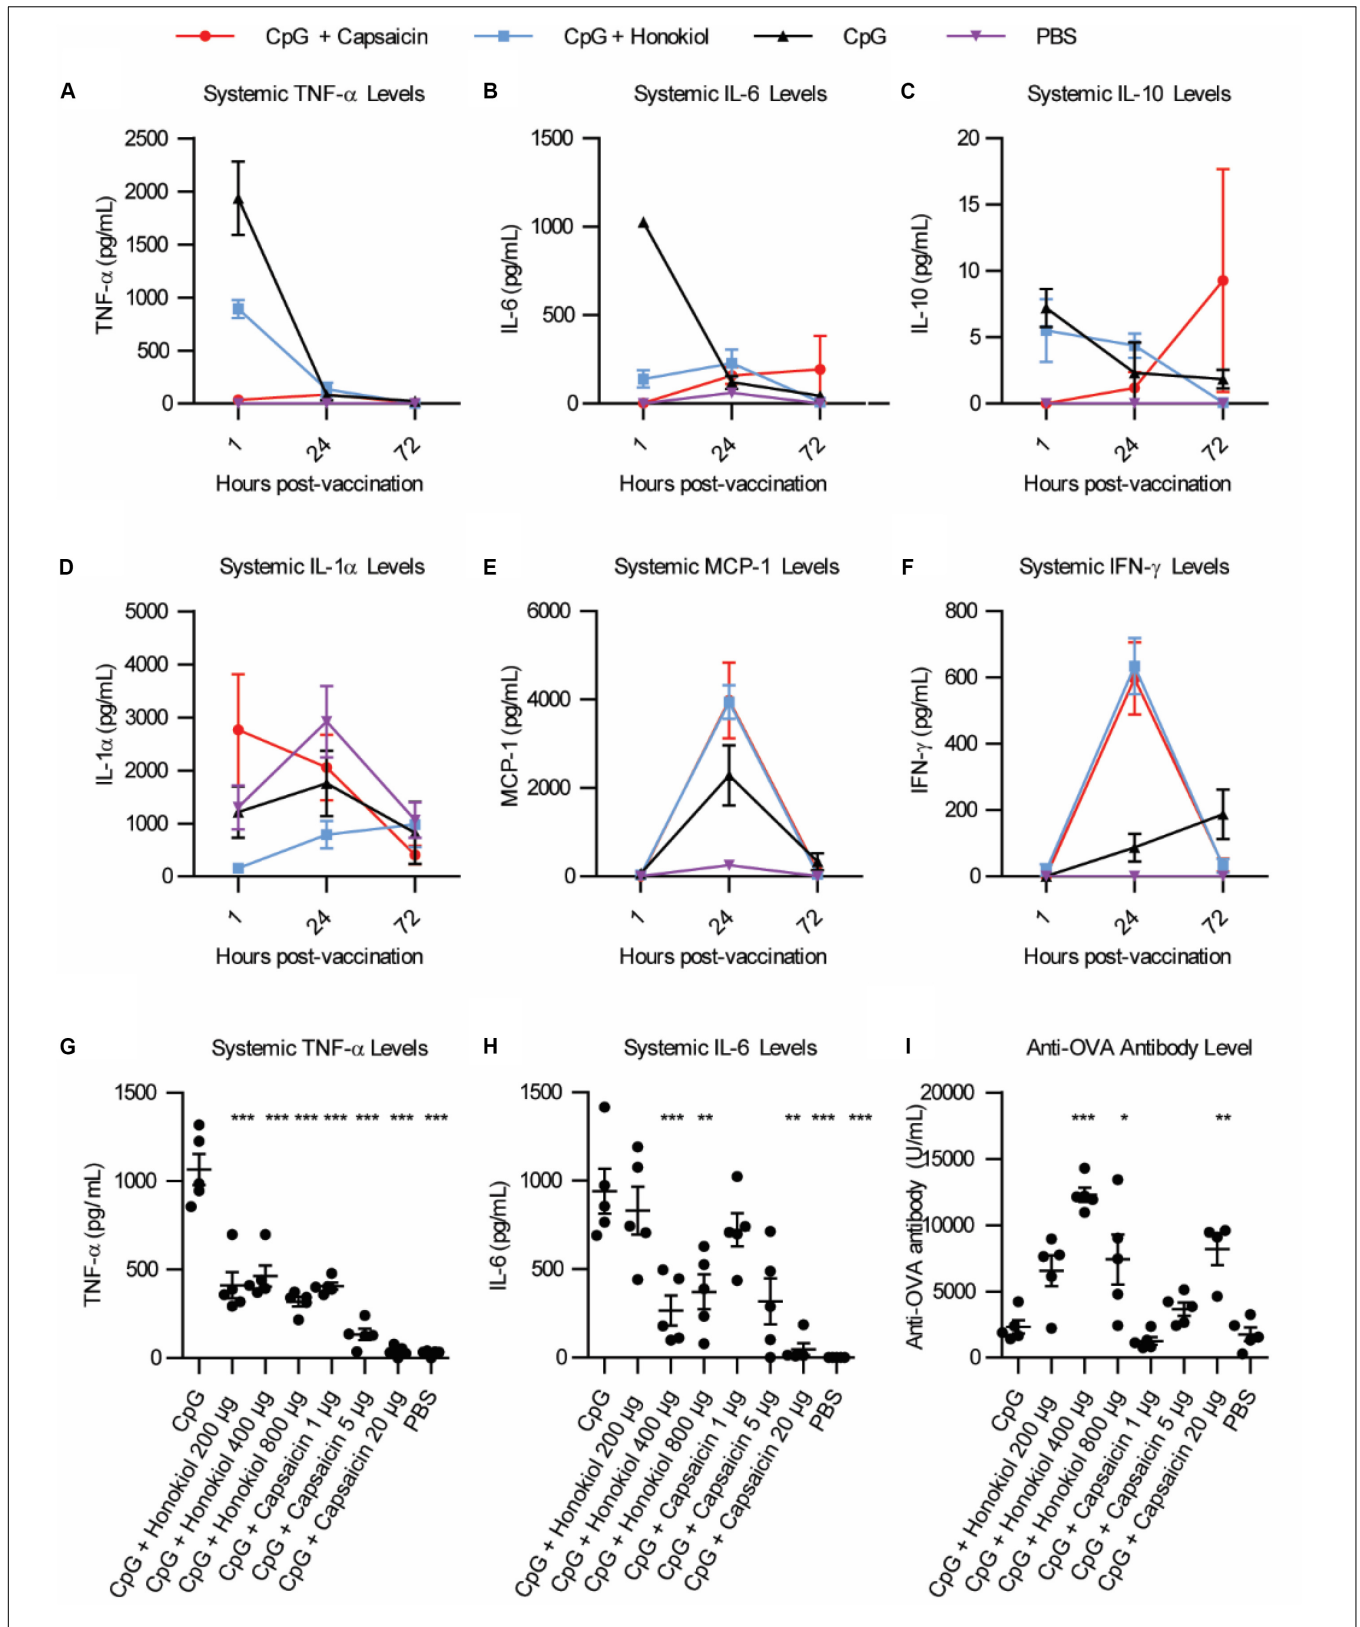 CpG + Capsaicin CpG + Honokiol CpG PBS
A Systemic TNF-α Levels
2500
2000
1500
1000
500
0
TNF-α (pg/mL)
1 24 72
Hours post-vaccination
B Systemic IL-6 Levels
1500
1000
500
0
IL-6 (pg/mL)
1 24 72
Hours post-vaccination
C Systemic IL-10 Levels
20
15
10
5
0
IL-10 (pg/mL)
1 24 72
Hours post-vaccination
D Systemic IL-1α Levels
5000
4000
3000
2000
1000
0
IL-1α (pg/mL)
1 24 72
Hours post-vaccination
E Systemic MCP-1 Levels
6000
4000
2000
0
MCP-1 (pg/mL)
1 24 72
Hours post-vaccination
F Systemic IFN-γ Levels
800
600
400
200
0
IFN-γ (pg/mL)
1 24 72
Hours post-vaccination
G Systemic TNF-α Levels
1500
1000
500
0
TNF-α (pg/mL)
*** *** *** *** *** *** ***
CpG
CpG + Honokiol 200 µg
CpG + Honokiol 400 µg
CpG + Honokiol 800 µg
CpG + Capsaicin 1 µg
CpG + Capsaicin 5 µg
CpG + Capsaicin 20 µg
PBS
H Systemic IL-6 Levels
1500
1000
500
0
IL-6 (pg/mL)
*** ** ** *** ***
CpG
CpG + Honokiol 200 µg
CpG + Honokiol 400 µg
CpG + Honokiol 800 µg
CpG + Capsaicin 1 µg
CpG + Capsaicin 5 µg
CpG + Capsaicin 20 µg
PBS
I Anti-OVA Antibody Level
20000
15000
10000
5000
0
Anti-OVA antibody (U/mL)
*** * **
CpG
CpG + Honokiol 200 µg
CpG + Honokiol 400 µg
CpG + Honokiol 800 µg
CpG + Capsaicin 1 µg
CpG + Capsaicin 5 µg
CpG + Capsaicin 20 µg
PBS